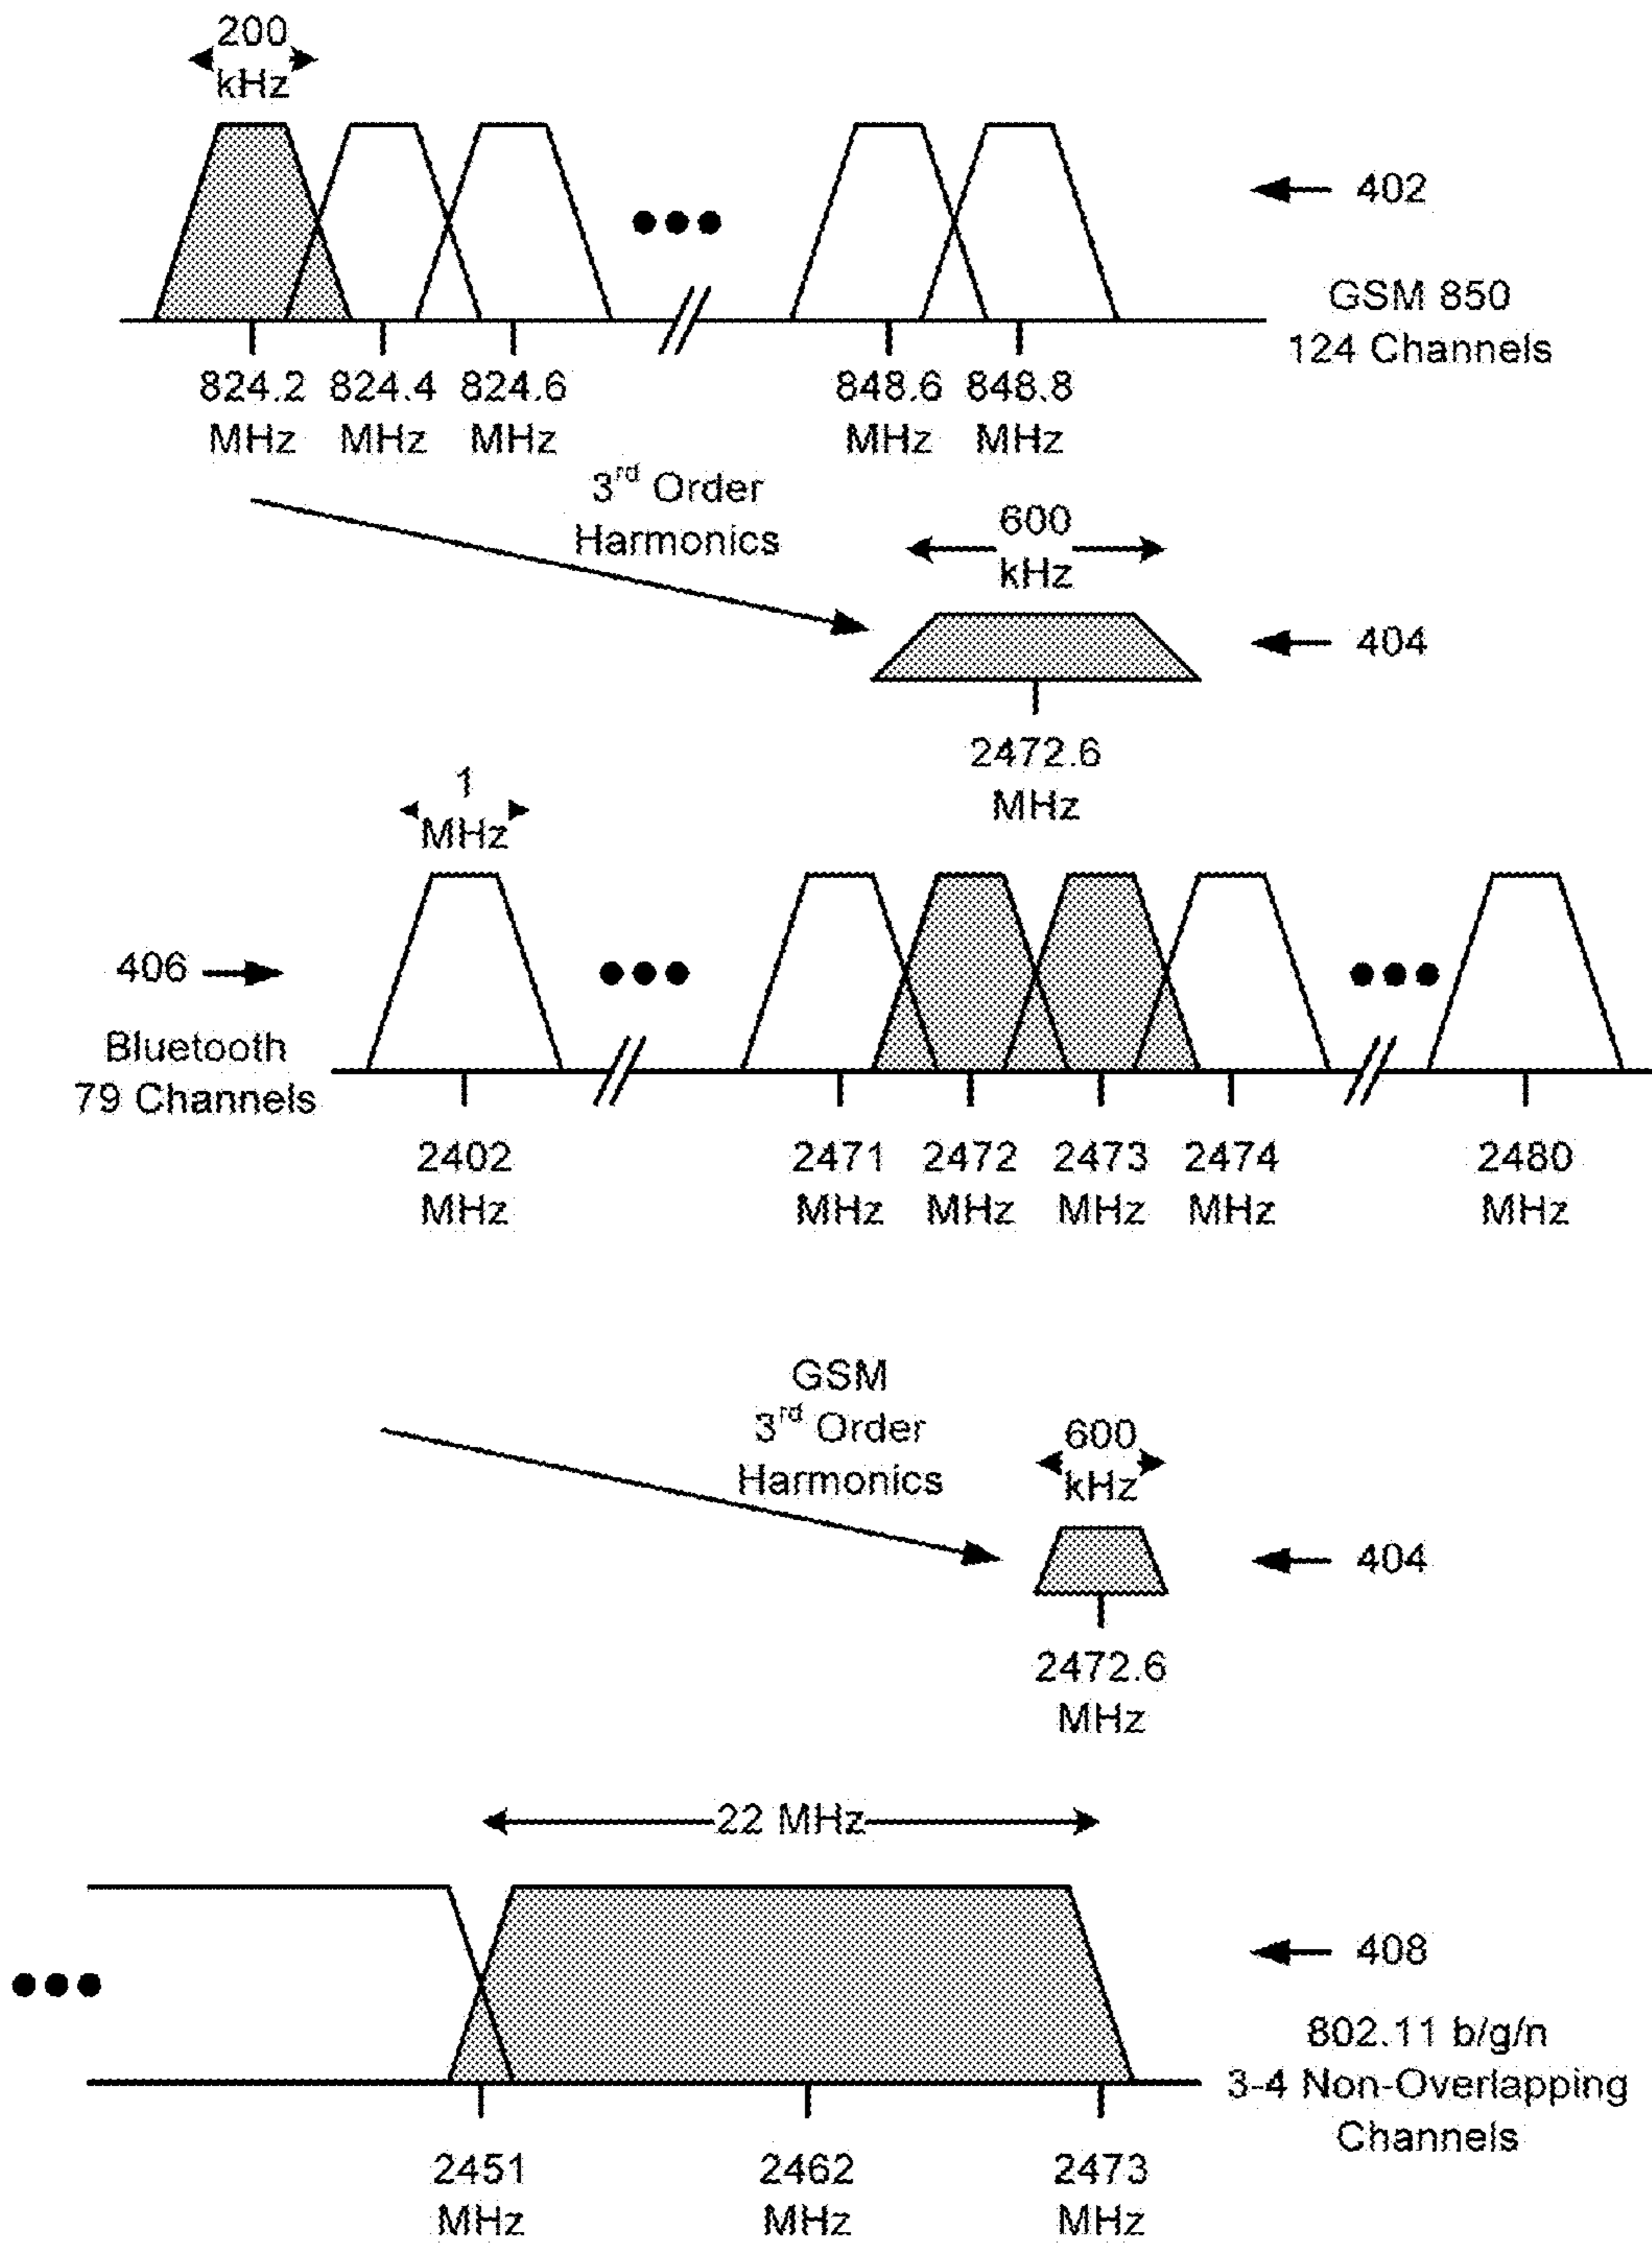 200
kHz
402
GSM 850
124 Channels
824.2 824.4 824.6 848.6 848.8
MHz MHz MHz MHz MHz
3rd Order
Harmonics
600
kHz
404
2472.6
MHz
1
MHz
406
Bluetooth
79 Channels
2402 2471 2472 2473 2474 2480
MHz MHz MHz MHz MHz MHz
GSM
3rd Order
Harmonics
600
kHz
404
2472.6
MHz
22 MHz
408
802.11 b/g/n
3-4 Non-Overlapping
Channels
2451 2462 2473
MHz MHz MHz